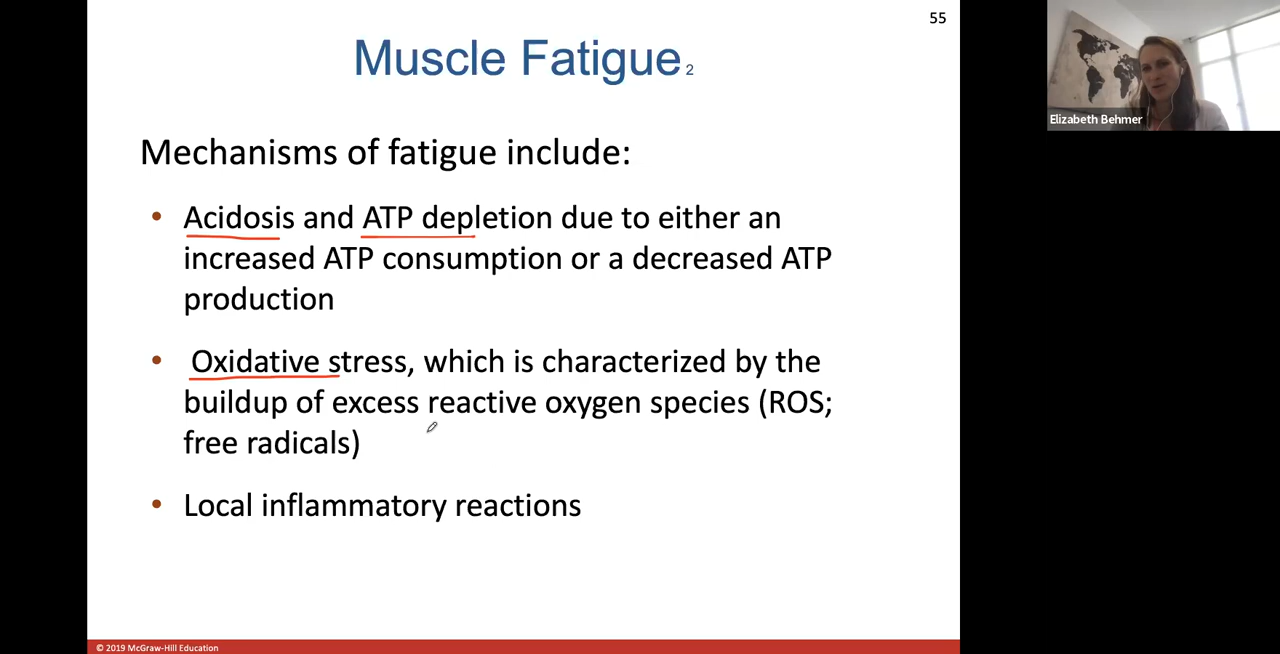 55
Muscle Fatigue 2
Elizabeth Behmer
Mechanisms of fatigue include:
• Acidosis and ATP depletion due to either an
increased ATP consumption or a decreased ATP
production
• Oxidative stress, which is characterized by the
buildup of excess reactive oxygen species (ROS;
free radicals)
• Local inflammatory reactions
© 2019 McGraw-Hill Education